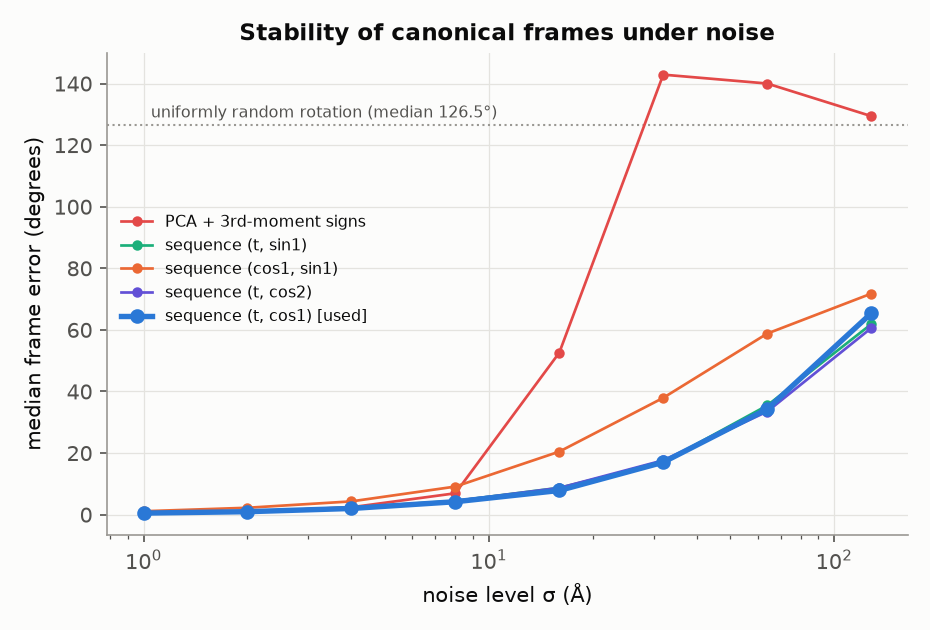 Stability of canonical frames under noise
140
uniformly random rotation (median 126.5°)
120
100
PCA + 3rd-moment signs
sequence (t, sin1)
80
sequence (cos1, sin1)
sequence (t, cos2)
sequence (t, cos1) [used]
60
40
20
0
median frame error (degrees)
10⁰ 10¹ 10²
noise level σ (Å)